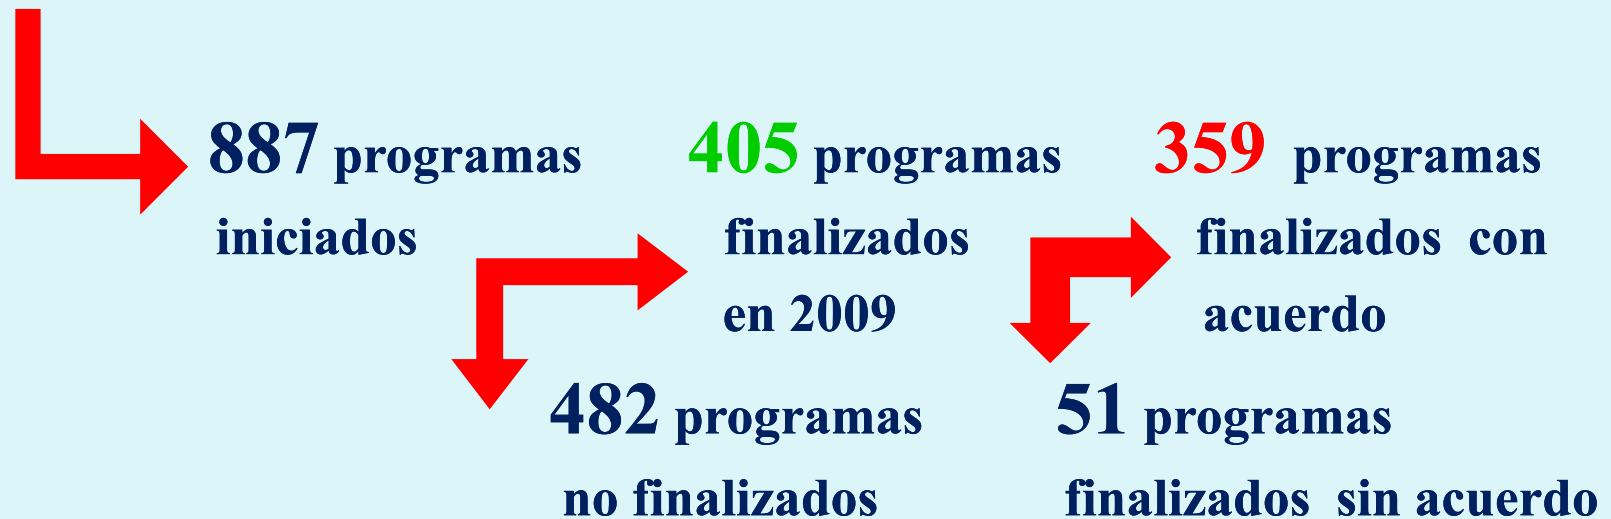 887 programas
iniciados
405 programas
finalizados
en 2009
359 programas
finalizados con
acuerdo
482 programas
no finalizados
51 programas
finalizados sin acuerdo